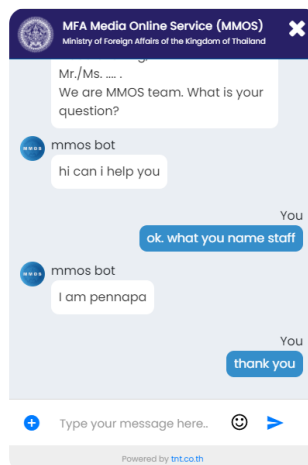 MFA Media Online Service (MMOS)
Ministry of Foreign Affairs of the Kingdom of Thailand
Mr./Ms. .... .
We are MMOS team. What is your
question?
mmos bot
hi can i help you
You
ok. what you name staff
mmos bot
I am pennapa
You
thank you
Type your message here..
Powered by tnt.co.th